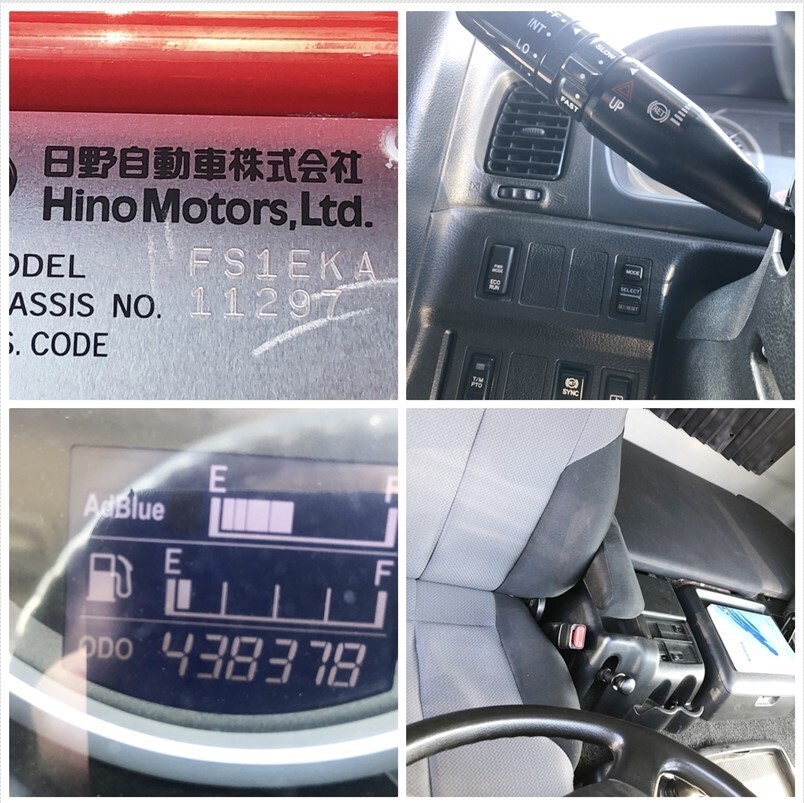 日野自動車株式会社
Hino Motors, Ltd.
ODEL FS1EKA
ASSIS NO. 11297
S. CODE
INT
LO
SLOW
FAST
UP
RET
PWR
MODE
ECO
RUN
MODE
SELECT
T/M
PTO
SYNC
AdBlue E F
E F
ODO 438378